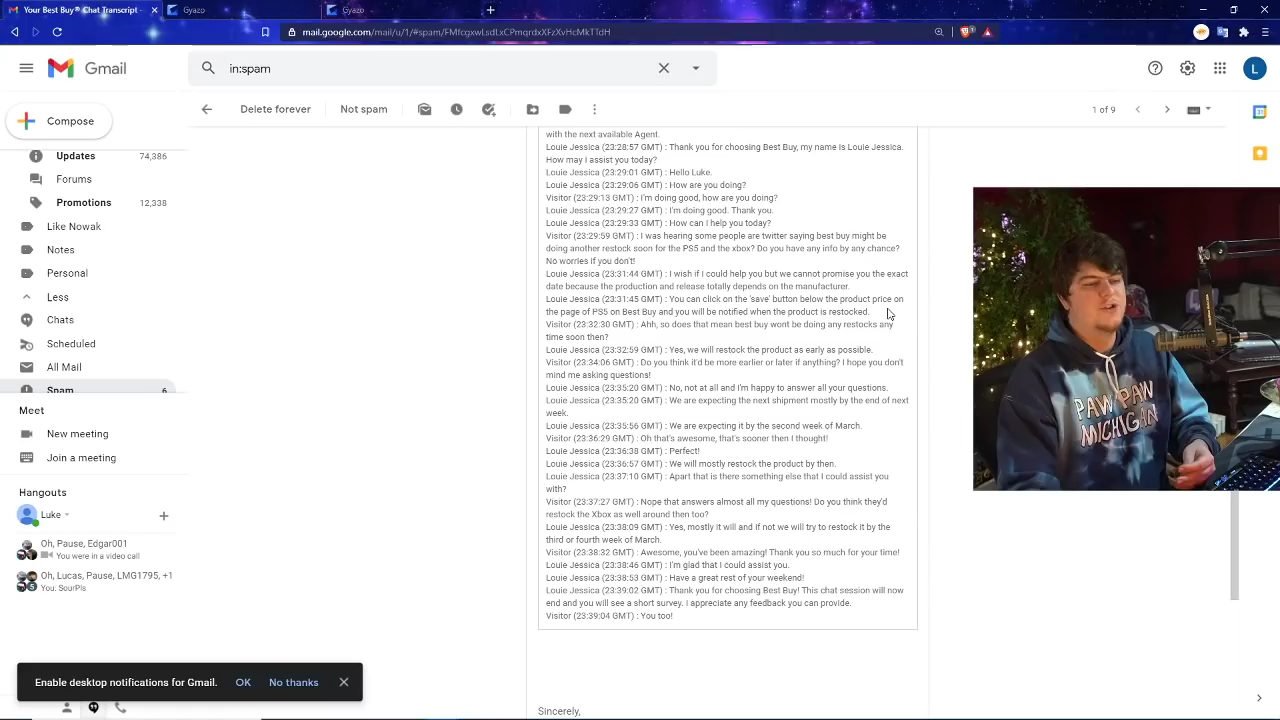 Your Best Buy® Chat Transcript -
Gyazo
Gyazo
mail.google.com/mail/u/1/#spam/FMfcgxwLsdLxCPmqrdxXFzXvHcMkTTdH
Gmail
in:spam
L
Compose
Delete forever
Not spam
1 of 9
Updates 74,386
Forums
Promotions 12,338
Like Nowak
Notes
Personal
Less
Chats
Scheduled
All Mail
Spam 6
Meet
New meeting
Join a meeting
Hangouts
Luke
Oh, Pause, Edgar001
You were in a video call
Oh, Lucas, Pause, LMG1795, +1
You: SourPls
with the next available Agent.
Louie Jessica (23:28:57 GMT) : Thank you for choosing Best Buy, my name is Louie Jessica.
How may I assist you today?
Louie Jessica (23:29:01 GMT) : Hello Luke.
Louie Jessica (23:29:06 GMT) : How are you doing?
Visitor (23:29:13 GMT) : I'm doing good, how are you doing?
Louie Jessica (23:29:27 GMT) : I'm doing good. Thank you.
Louie Jessica (23:29:33 GMT) : How can I help you today?
Visitor (23:29:59 GMT) : I was hearing some people are twitter saying best buy might be
doing another restock soon for the PS5 and the xbox? Do you have any info by any chance?
No worries if you don't!
Louie Jessica (23:31:44 GMT) : I wish if I could help you but we cannot promise you the exact
date because the production and release totally depends on the manufacturer.
Louie Jessica (23:31:45 GMT) : You can click on the 'save' button below the product price on
the page of PS5 on Best Buy and you will be notified when the product is restocked.
Visitor (23:32:30 GMT) : Ahh, so does that mean best buy wont be doing any restocks any
time soon then?
Louie Jessica (23:32:59 GMT) : Yes, we will restock the product as early as possible.
Visitor (23:34:06 GMT) : Do you think it'd be more earlier or later if anything? I hope you don't
mind me asking questions!
Louie Jessica (23:35:20 GMT) : No, not at all and I'm happy to answer all your questions.
Louie Jessica (23:35:20 GMT) : We are expecting the next shipment mostly by the end of next
week.
Louie Jessica (23:35:56 GMT) : We are expecting it by the second week of March.
Visitor (23:36:29 GMT) : Oh that's awesome, that's sooner then I thought!
Louie Jessica (23:36:38 GMT) : Perfect!
Louie Jessica (23:36:57 GMT) : We will mostly restock the product by then.
Louie Jessica (23:37:10 GMT) : Apart that is there something else that I could assist you
with?
Visitor (23:37:27 GMT) : Nope that answers almost all my questions! Do you think they'd
restock the Xbox as well around then too?
Louie Jessica (23:38:09 GMT) : Yes, mostly it will and if not we will try to restock it by the
third or fourth week of March.
Visitor (23:38:32 GMT) : Awesome, you've been amazing! Thank you so much for your time!
Louie Jessica (23:38:46 GMT) : I'm glad that I could assist you.
Louie Jessica (23:38:53 GMT) : Have a great rest of your weekend!
Louie Jessica (23:39:02 GMT) : Thank you for choosing Best Buy! This chat session will now
end and you will see a short survey. I appreciate any feedback you can provide.
Visitor (23:39:04 GMT) : You too!
Sincerely,
PAW PAW
MICHIGAN
Enable desktop notifications for Gmail. OK No thanks